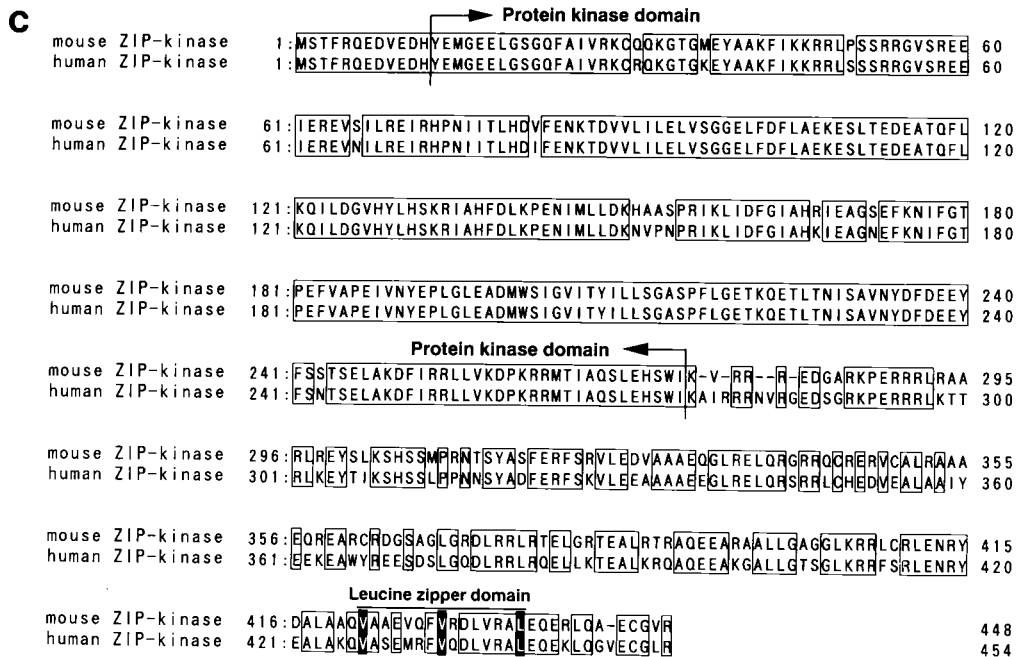 C
Protein kinase domain
mouse ZIP-kinase 1:MSTFRQEDVEDHYEMGEELGSGQFAIVRKCQQKGTGMEYAAKFIKKRRLPSSRRGVSREE 60
human ZIP-kinase 1:MSTFRQEDVEDHYEMGEELGSGQFAIVRKCRQKGTGKEYAAKFIKKRRLSSSRRGVSREE 60
mouse ZIP-kinase 61:IEREVSILREIRHPNIITLHDVFENKTDVVLILELVSGGELFDFLAEKESLTEDEATQFL 120
human ZIP-kinase 61:IEREVNILREIRHPNIITLHDIFENKTDVVLILELVSGGELFDFLAEKESLTEDEATQFL 120
mouse ZIP-kinase 121:KQILDGVHYLHSKRIAHFDLKPENIMLLDKHAASPRIKLIDFGIAHRIEAGSEFKNIFGT 180
human ZIP-kinase 121:KQILDGVHYLHSKRIAHFDLKPENIMLLDKNVPNPRIKLIDFGIAHKIEAGNEFKNIFGT 180
mouse ZIP-kinase 181:PEFVAPEIVNYEPLGLEADMWSIGVITYILLSGASPFLGETKQETLTNISAVNYDFDEEY 240
human ZIP-kinase 181:PEFVAPEIVNYEPLGLEADMWSIGVITYILLSGASPFLGETKQETLTNISAVNYDFDEEY 240
Protein kinase domain
mouse ZIP-kinase 241:FSSTSELAKDFIRRLLVKDPKRRMTIAQSLEHSWIK-V-RR--R-EDGARKPERRRLRAA 295
human ZIP-kinase 241:FSNTSELAKDFIRRLLVKDPKRRMTIAQSLEHSWIKAIRRRNVRGEDSGRKPERRRLKTT 300
mouse ZIP-kinase 296:RLREYSLKSHSSMPRNTSYASFERFSRVLEDVAAAEQGLRELQRGRRQCRERVCALRAAA 355
human ZIP-kinase 301:RLKEYTIKSHSSLPPNNSYADFERFSKVLEEAAAAEEGLRELQRSRRLCHEDVEALAAIY 360
mouse ZIP-kinase 356:EQREARCRDGSAGLGRDLRRLRTELGRTEALRTRAQEEARAALLGAGGLKRRLCRLENRY 415
human ZIP-kinase 361:EEKEAWYREESDSLGQDLRRLRQELLKTEALKRQAQEEAKGALLGTSGLKRRFSRLENRY 420
Leucine zipper domain
mouse ZIP-kinase 416:DALAAQVAAEVQFVRDLVRALEQERLQA-ECGVR 448
human ZIP-kinase 421:EALAKQVASEMRFVQDLVRALEQEKLQGVECGLR 454